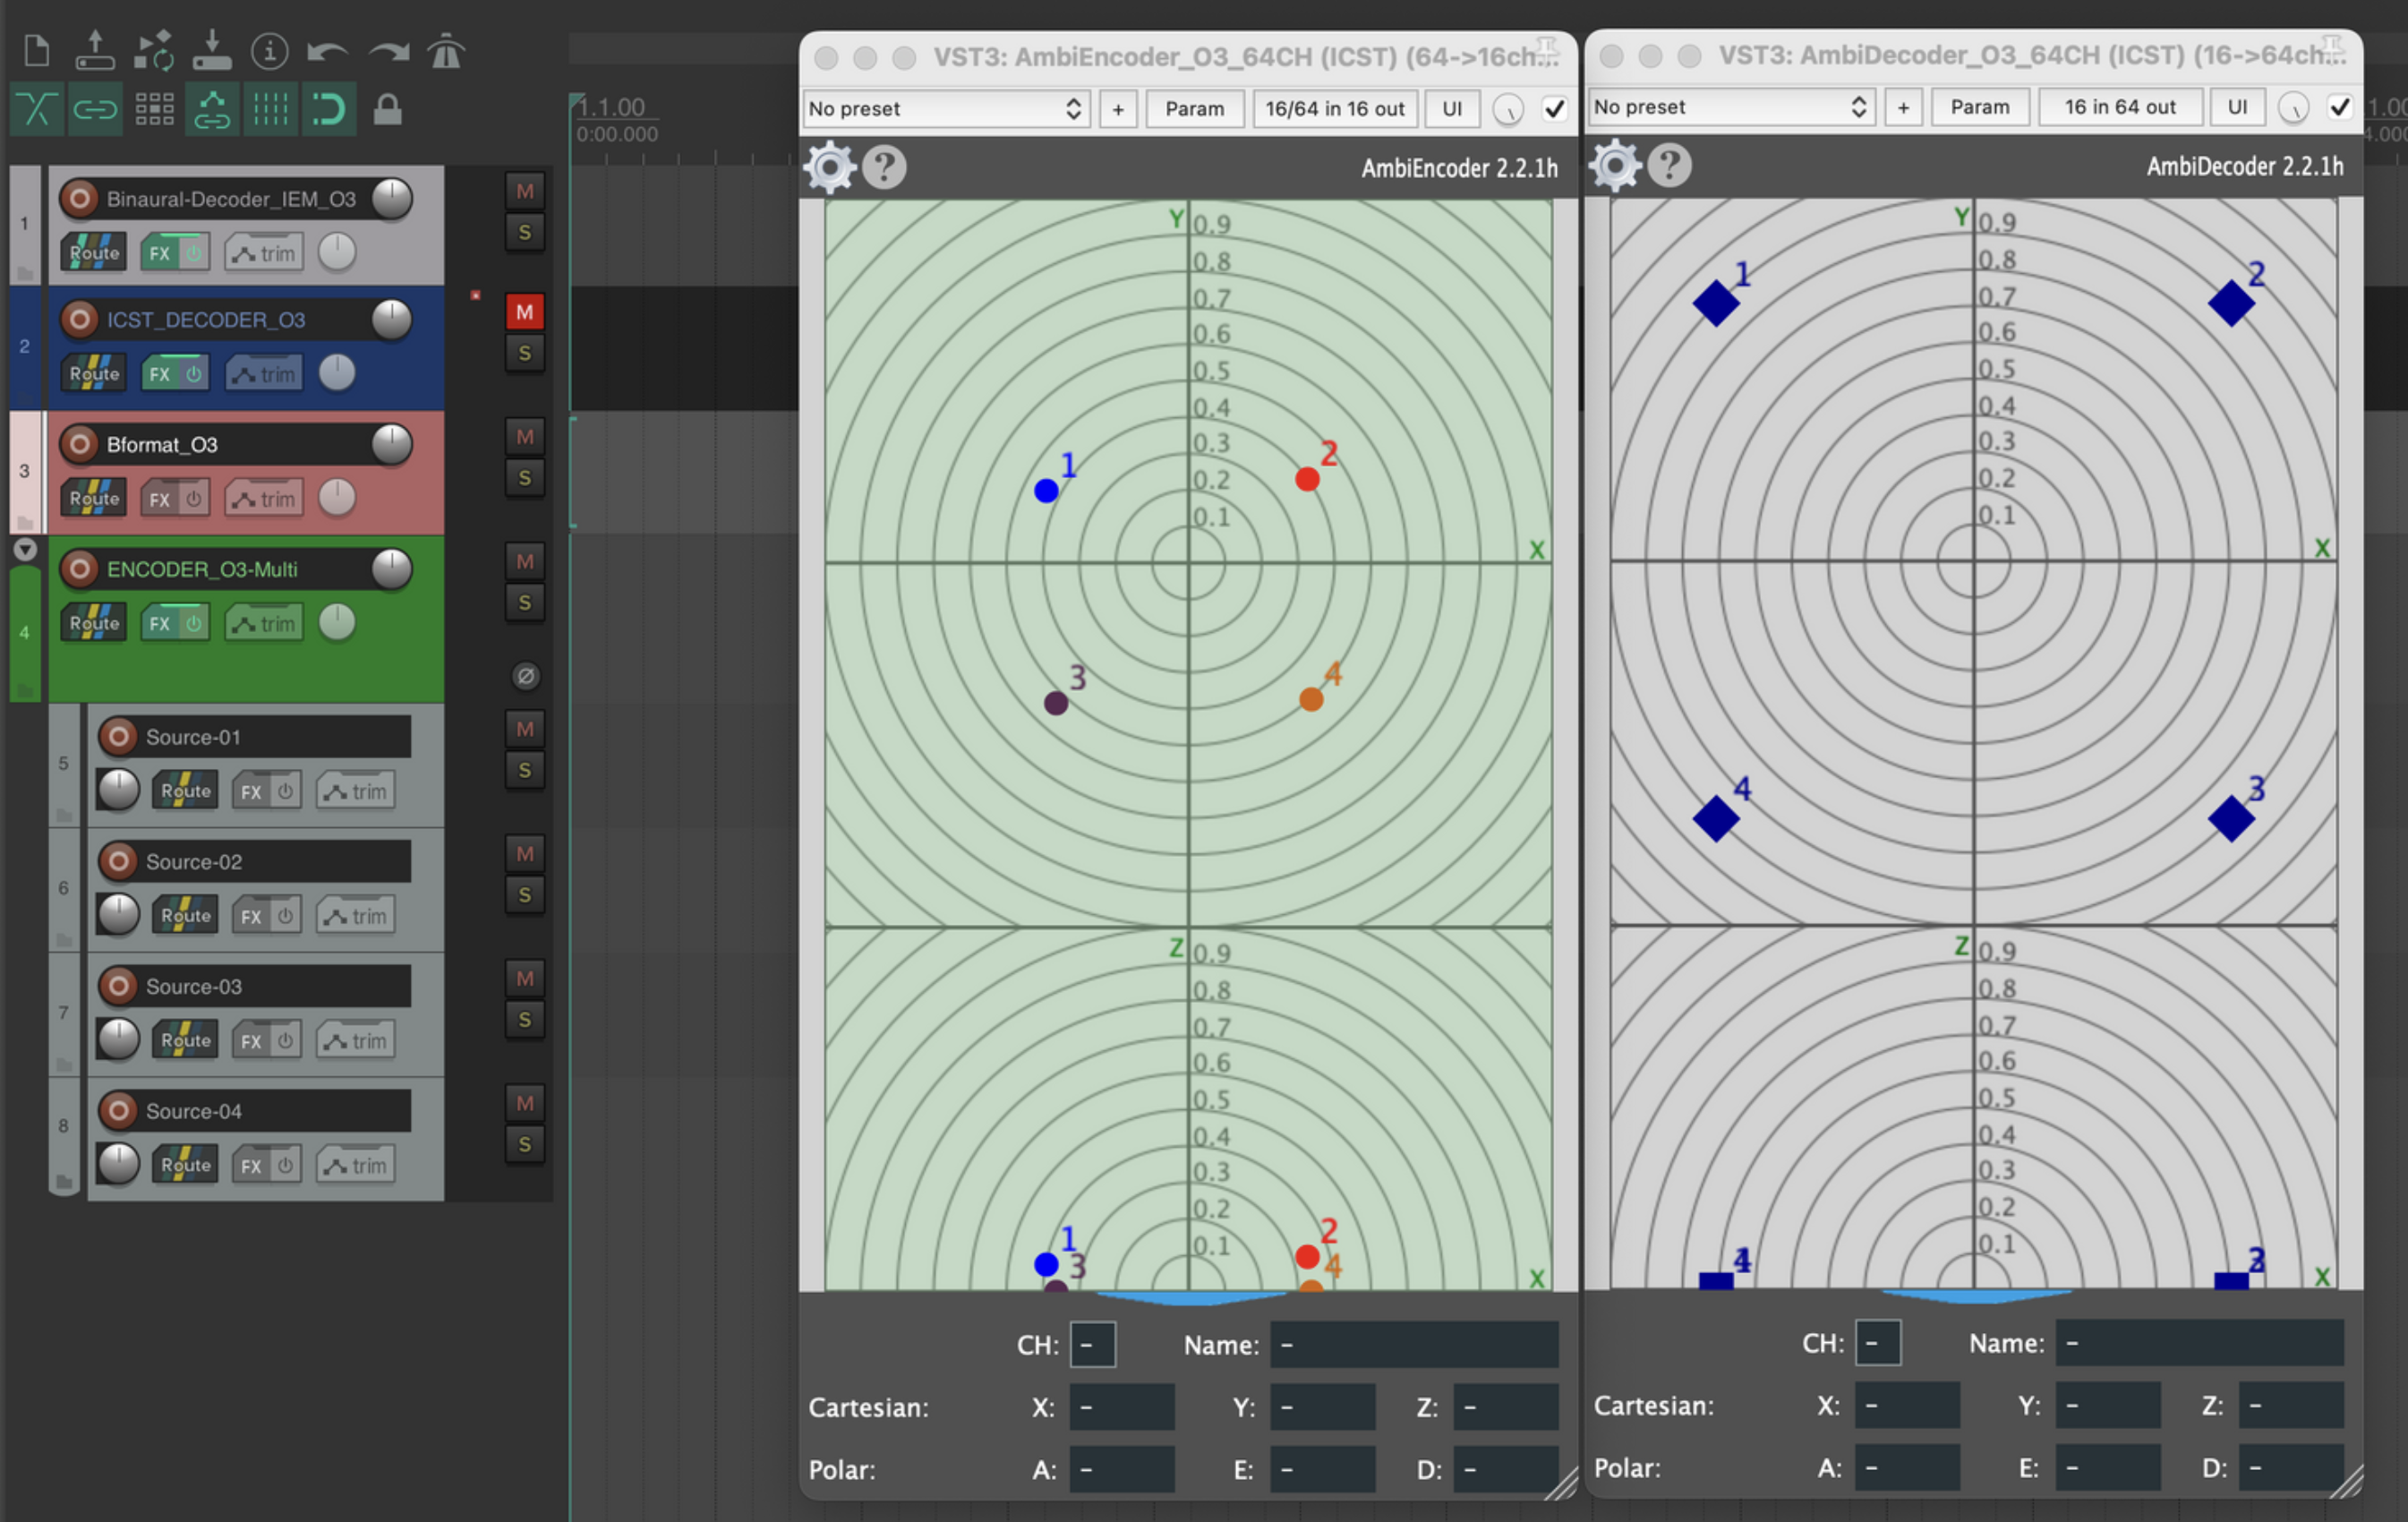 1.1.00
0:00.000
1
Binaural-Decoder_IEM_O3
M
S
Route
FX
trim
2
ICST_DECODER_O3
M
S
Route
FX
trim
3
Bformat_O3
M
S
Route
FX
trim
4
ENCODER_O3-Multi
M
S
Route
FX
trim
Ø
5
Source-01
M
S
Route
FX
trim
6
Source-02
M
S
Route
FX
trim
7
Source-03
M
S
Route
FX
trim
8
Source-04
M
S
Route
FX
trim
VST3: AmbiEncoder_O3_64CH (ICST) (64->16ch...
No preset
+
Param
16/64 in 16 out
UI
?
AmbiEncoder 2.2.1h
Y
0.9
0.8
0.7
0.6
0.5
0.4
0.3
0.2
0.1
X
1
2
3
4
Z
0.9
0.8
0.7
0.6
0.5
0.4
0.3
0.2
0.1
X
1
2
3
4
CH: –
Name: –
Cartesian: X: – Y: – Z: –
Polar: A: – E: – D: –
VST3: AmbiDecoder_O3_64CH (ICST) (16->64ch...
No preset
+
Param
16 in 64 out
UI
?
AmbiDecoder 2.2.1h
Y
0.9
0.8
0.7
0.6
0.5
0.4
0.3
0.2
0.1
X
1
2
4
3
Z
0.9
0.8
0.7
0.6
0.5
0.4
0.3
0.2
0.1
X
CH: –
Name: –
Cartesian: X: – Y: – Z: –
Polar: A: – E: – D: –